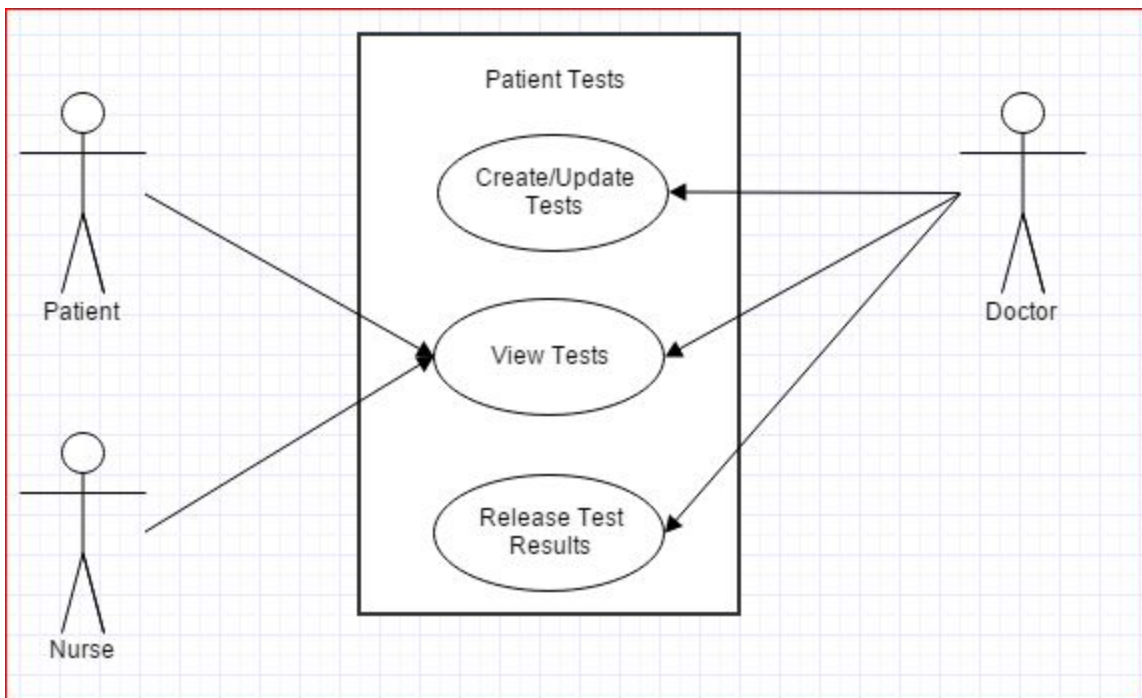 Patient Tests
Create/Update
Tests
Patient
Doctor
View Tests
Release Test
Results
Nurse